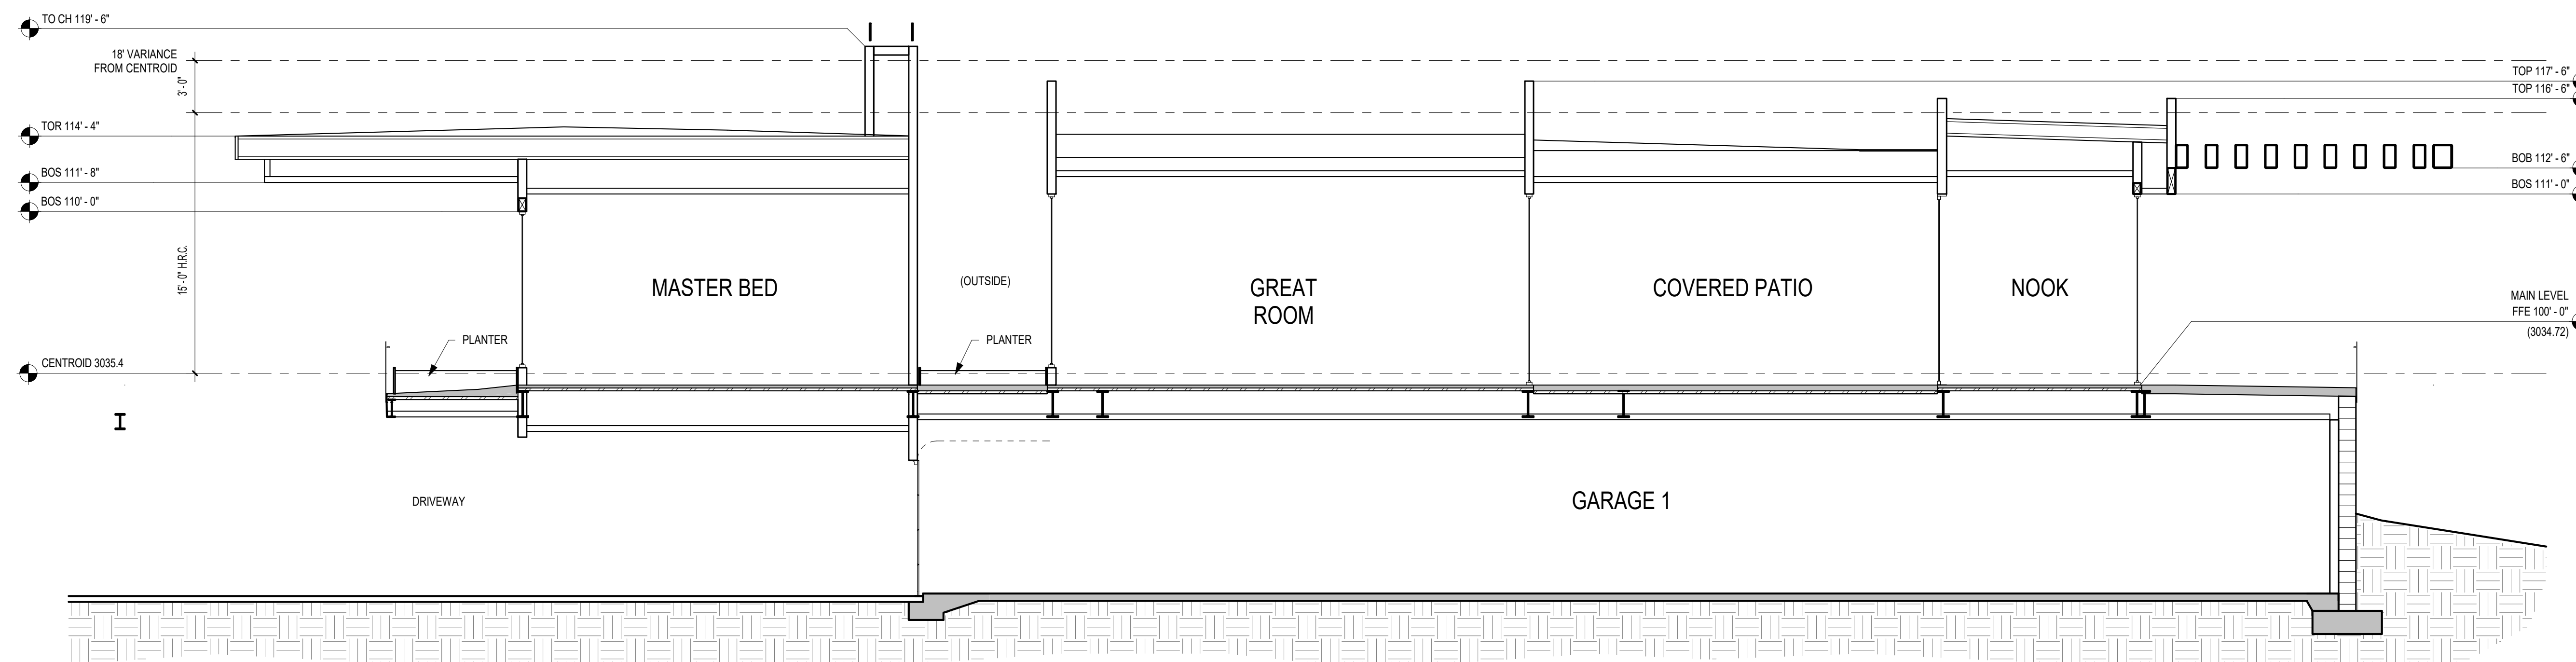 TO CH 119' - 6"
18' VARIANCE
FROM CENTROID
3' - 0"
TOR 114' - 4"
BOS 111' - 8"
BOS 110' - 0"
15' - 0" H.R.C.
CENTROID 3035.4
TOP 117' - 6"
TOP 116' - 6"
BOB 112' - 6"
BOS 111' - 0"
MAIN LEVEL
FFE 100' - 0"
(3034.72)
MASTER BED
(OUTSIDE)
GREAT
ROOM
COVERED PATIO
NOOK
PLANTER
PLANTER
DRIVEWAY
GARAGE 1